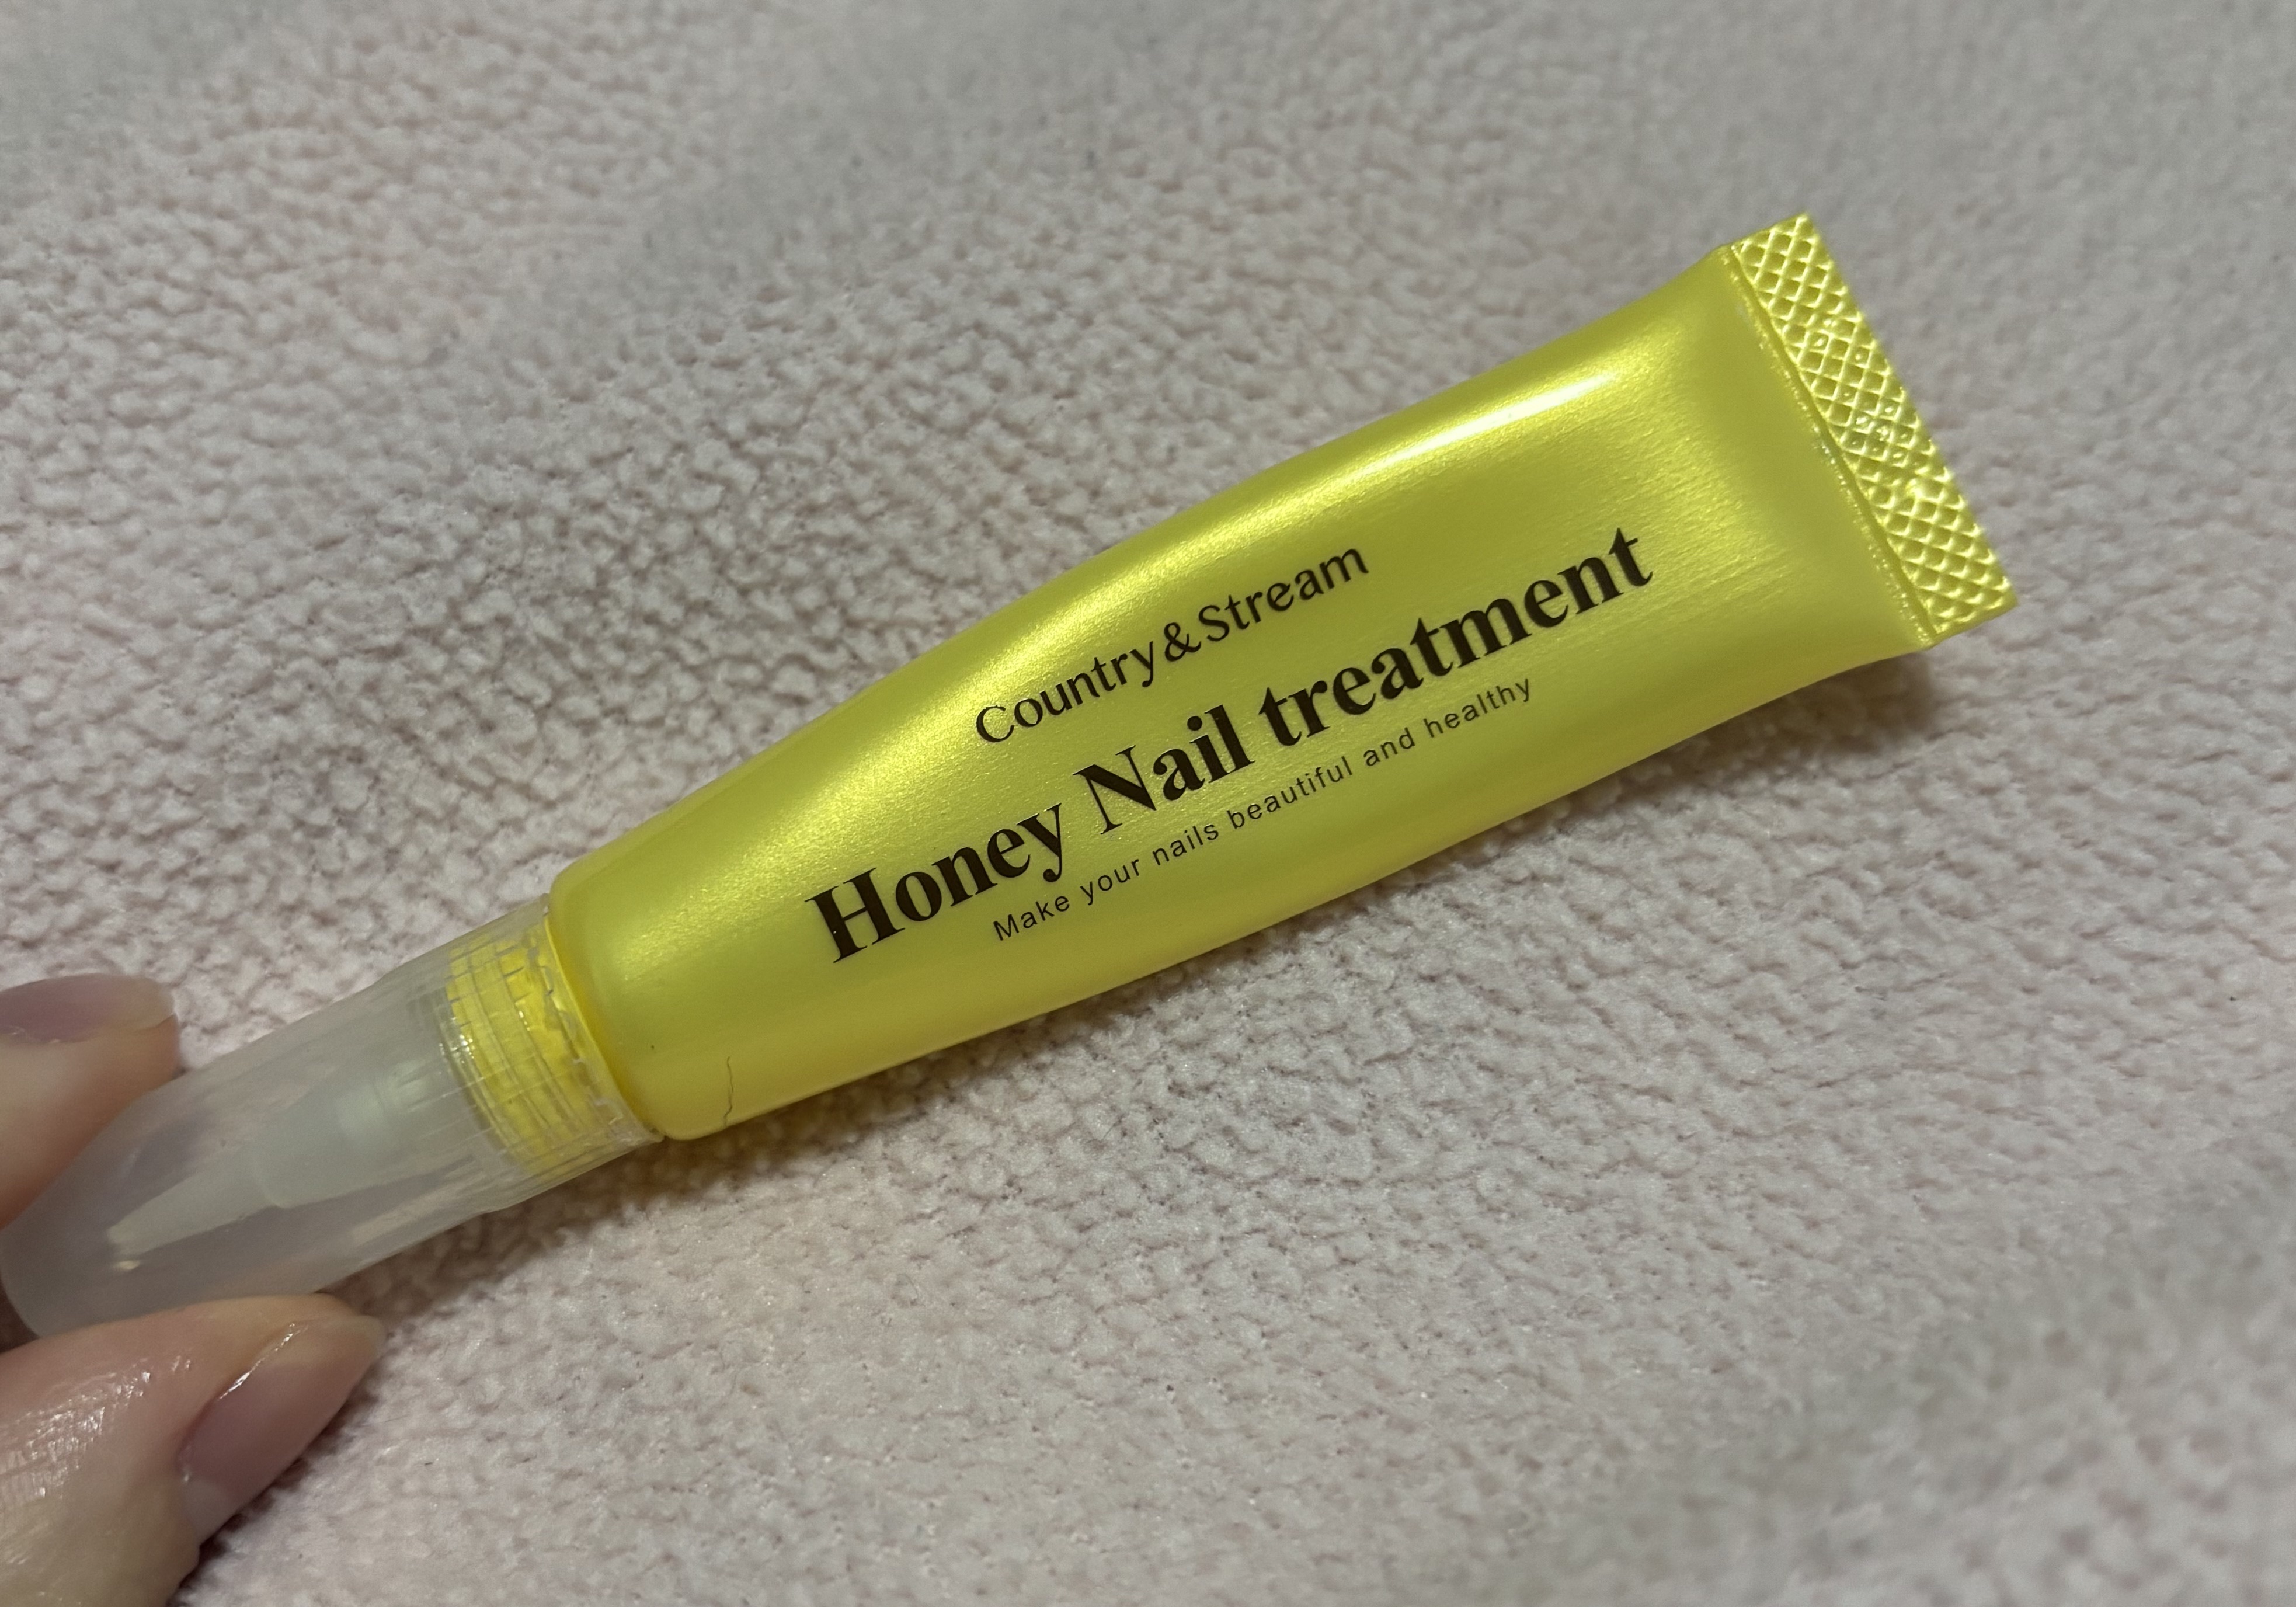 Country&Stream
Honey Nail treatment
Make your nails beautiful and healthy